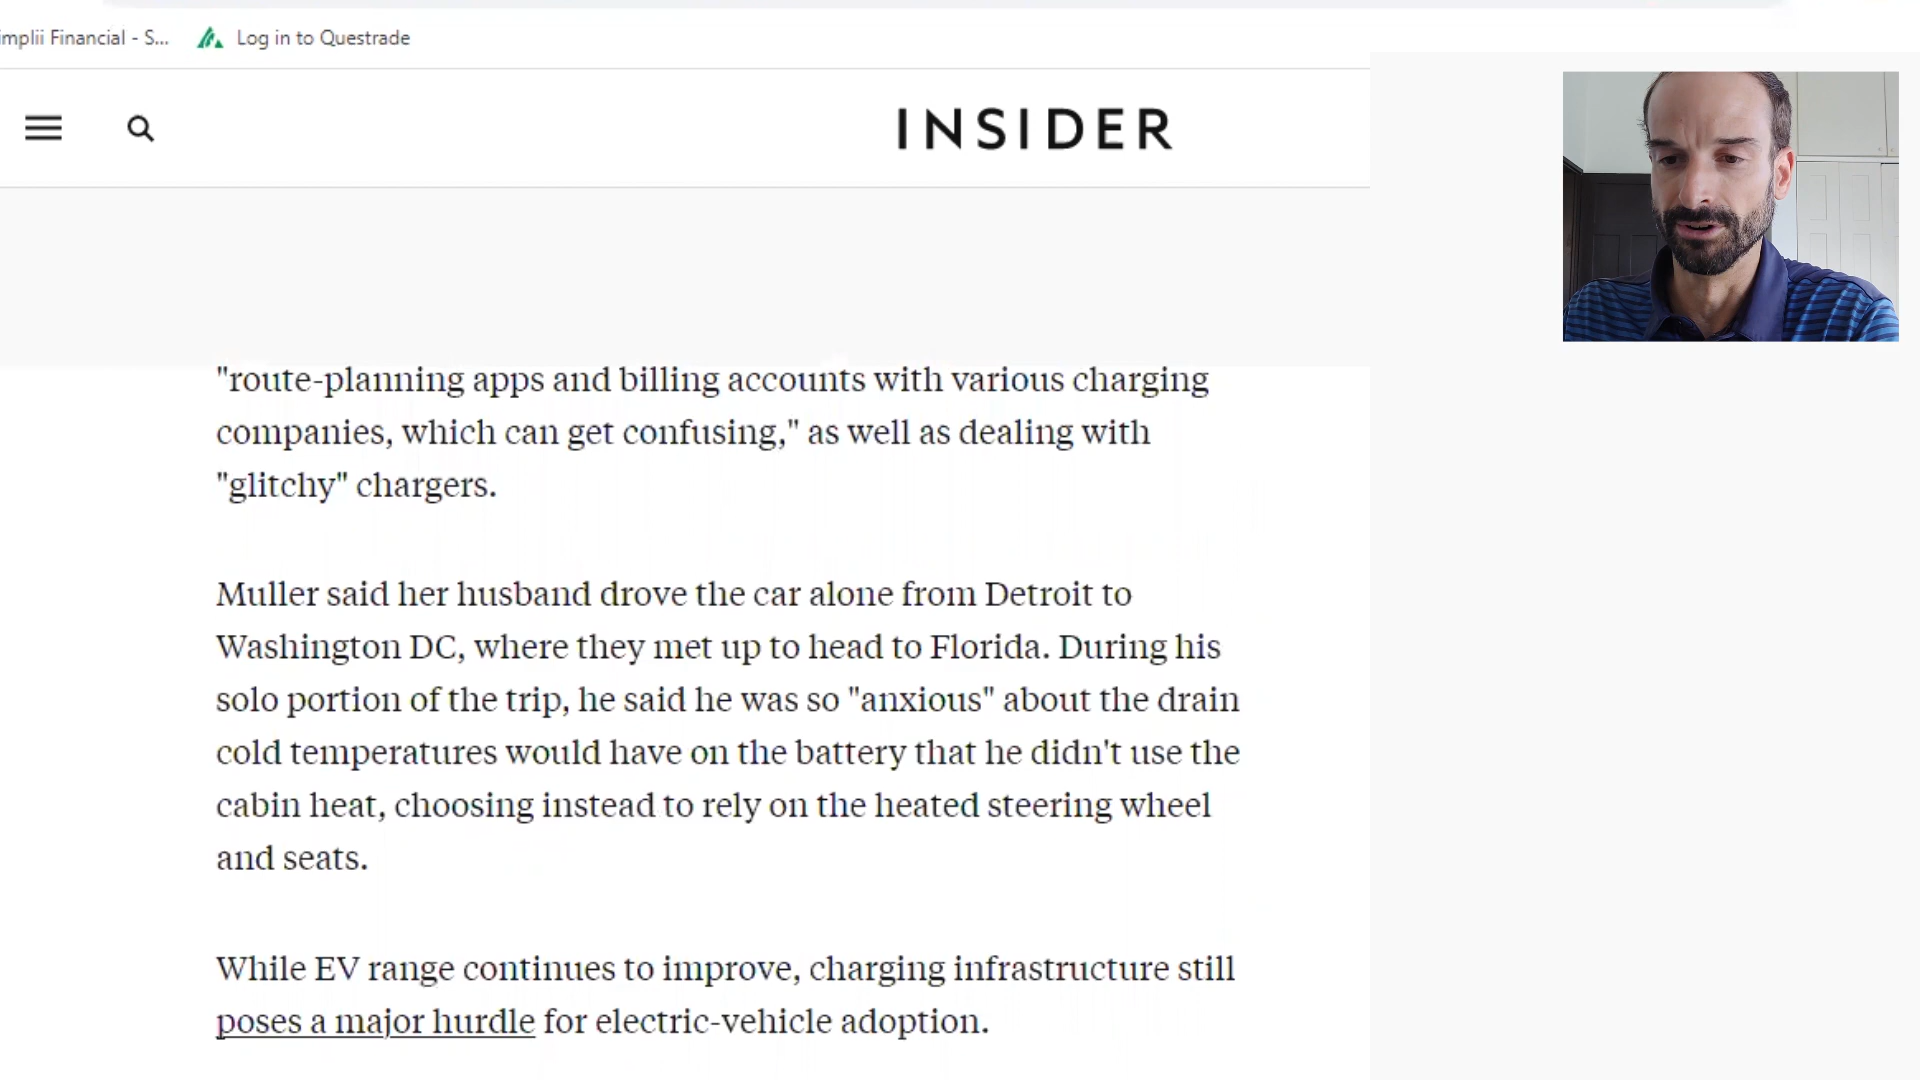 implii Financial - S...
Log in to Questrade
INSIDER
"route-planning apps and billing accounts with various charging
companies, which can get confusing," as well as dealing with
"glitchy" chargers.
Muller said her husband drove the car alone from Detroit to
Washington DC, where they met up to head to Florida. During his
solo portion of the trip, he said he was so "anxious" about the drain
cold temperatures would have on the battery that he didn't use the
cabin heat, choosing instead to rely on the heated steering wheel
and seats.
While EV range continues to improve, charging infrastructure still
poses a major hurdle for electric-vehicle adoption.